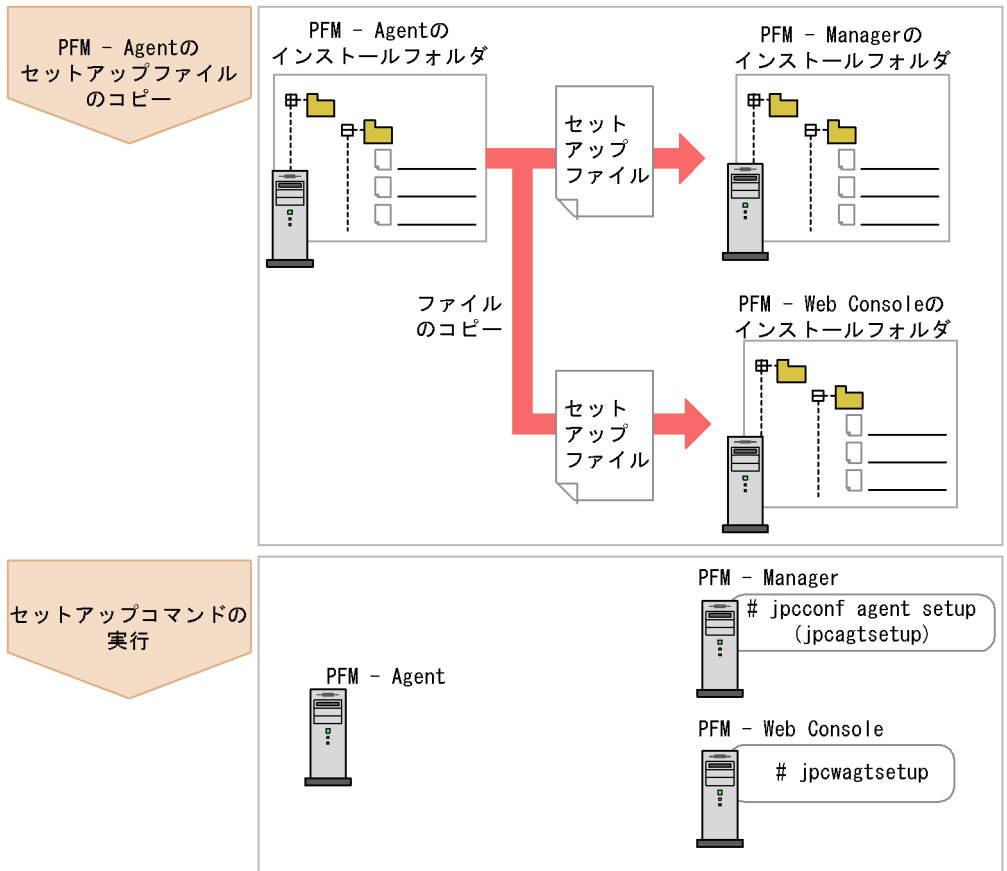 PFM - Agentの
セットアップファイル
のコピー
PFM - Agentの
インストールフォルダ
PFM - Managerの
インストールフォルダ
セット
アップ
ファイル
ファイル
のコピー
PFM - Web Consoleの
インストールフォルダ
セット
アップ
ファイル
セットアップコマンドの
実行
PFM - Manager
# jpcconf agent setup
(jpcagtsetup)
PFM - Agent
PFM - Web Console
# jpcwagtsetup